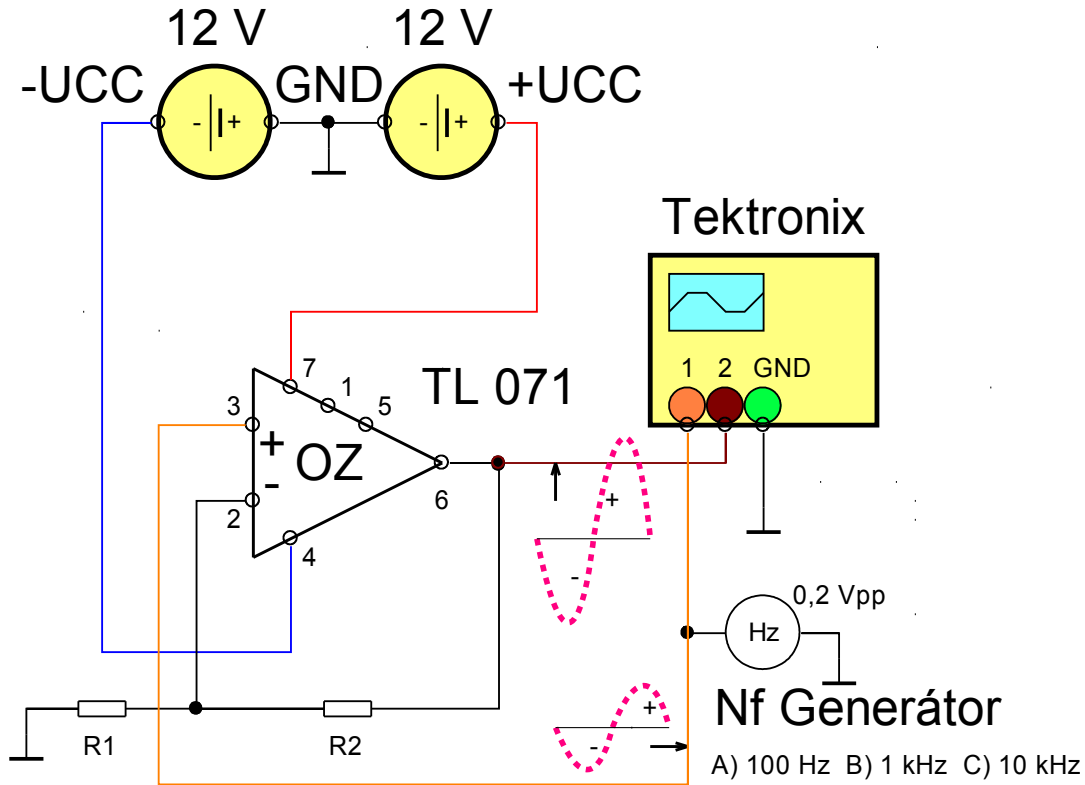 12 V 12 V
-UCC GND +UCC
- + - +
Tektronix
1 2 GND
7 1 5 TL 071
3 + OZ
2 - 6
4
+
-
0,2 Vpp
Hz
+
-
Nf Generátor
R1 R2
A) 100 Hz B) 1 kHz C) 10 kHz